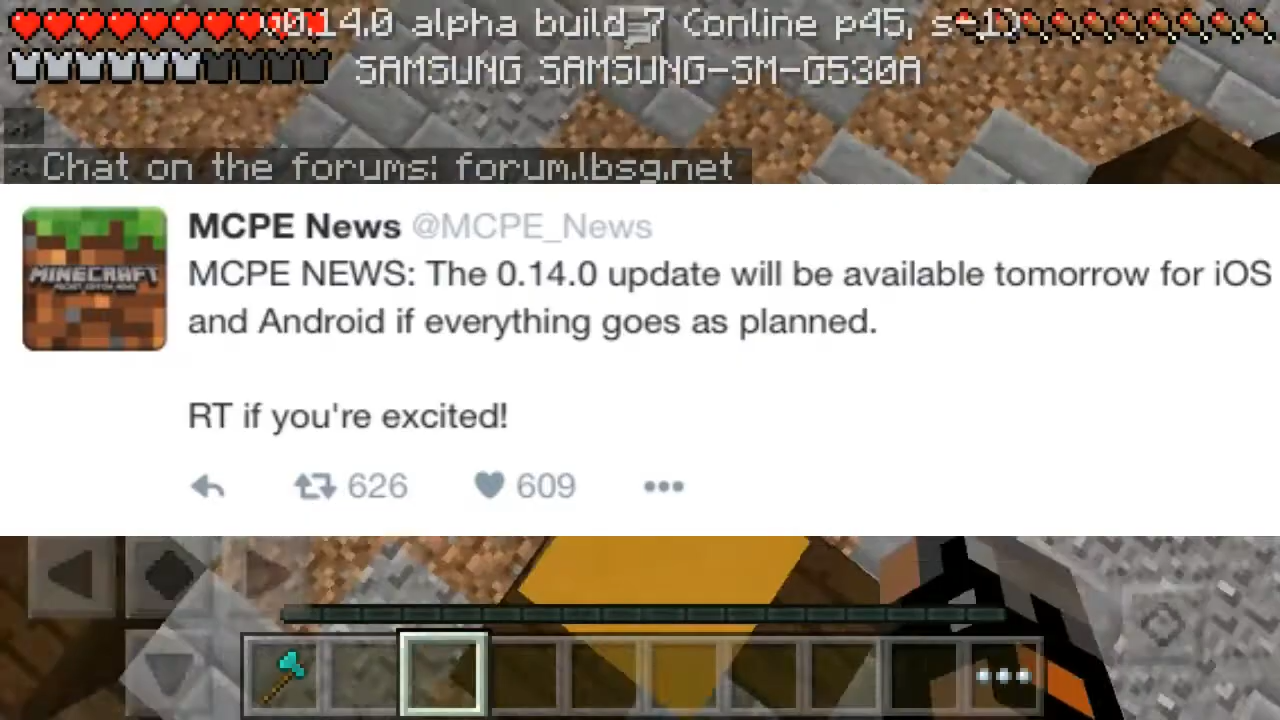 v0.14.0 alpha build 7 (online p45, s-1)
SAMSUNG SAMSUNG-SM-G530A
Chat on the forums: forum.lbsg.net
MCPE News @MCPE_News
MCPE NEWS: The 0.14.0 update will be available tomorrow for iOS
and Android if everything goes as planned.
MINECRAFT
RT if you're excited!
626 609